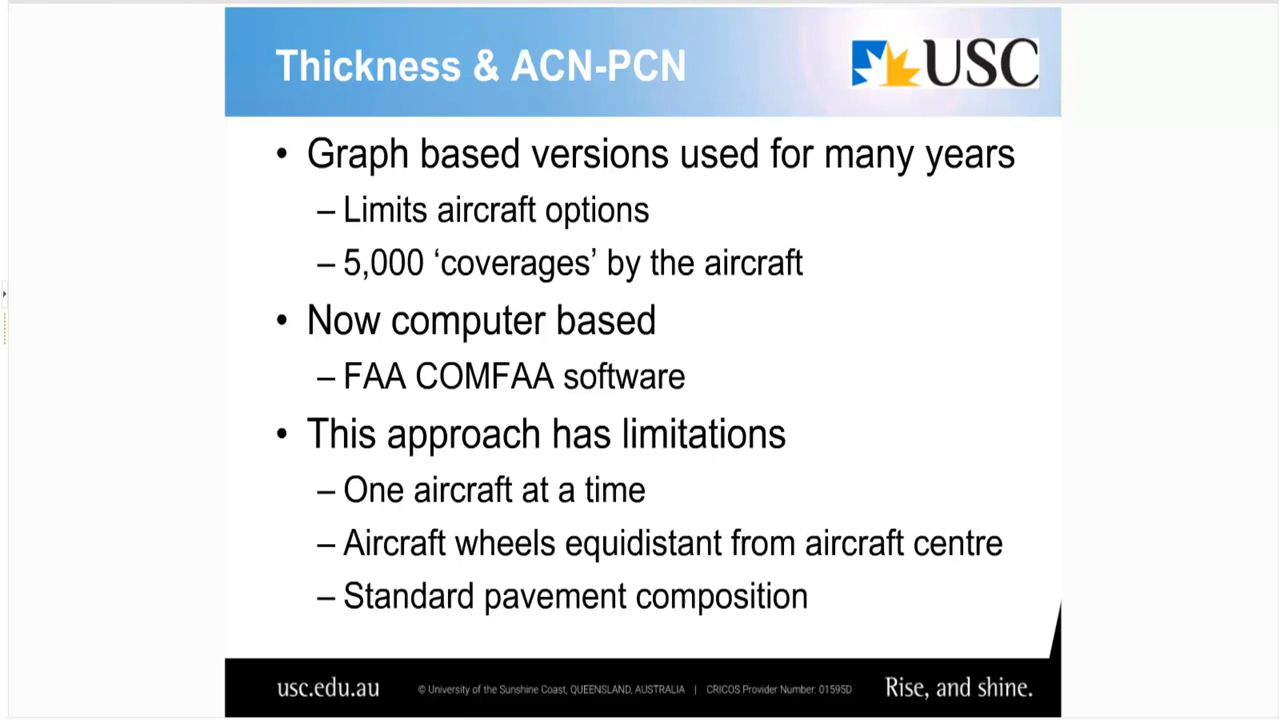 Thickness & ACN-PCN
USC
• Graph based versions used for many years
– Limits aircraft options
– 5,000 ‘coverages’ by the aircraft
• Now computer based
– FAA COMFAA software
• This approach has limitations
– One aircraft at a time
– Aircraft wheels equidistant from aircraft centre
– Standard pavement composition
usc.edu.au
© University of the Sunshine Coast, QUEENSLAND, AUSTRALIA | CRICOS Provider Number: 01595D
Rise, and shine.